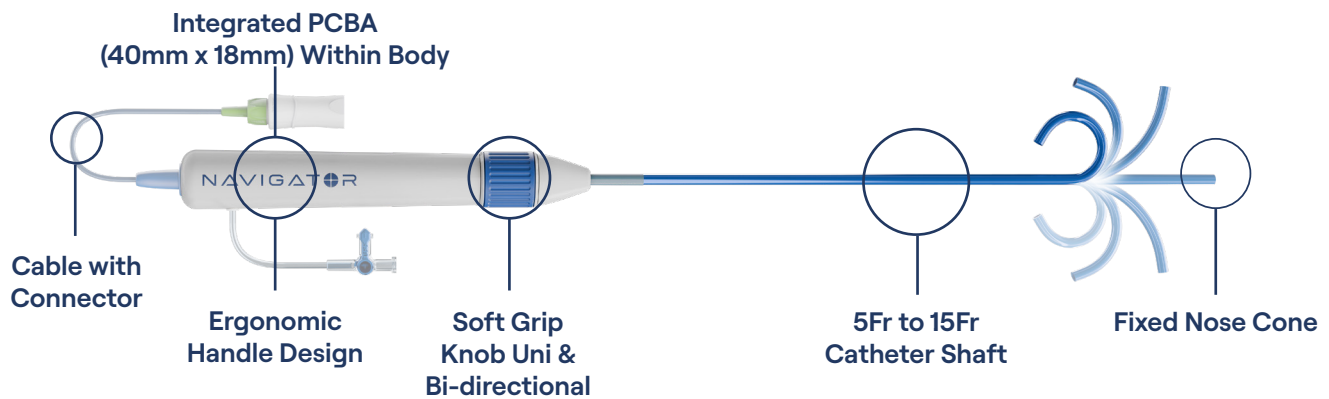 Integrated PCBA
(40mm x 18mm) Within Body
NAVIGATOR
Cable with
Connector
Ergonomic
Handle Design
Soft Grip
Knob Uni &
Bi-directional
5Fr to 15Fr
Catheter Shaft
Fixed Nose Cone